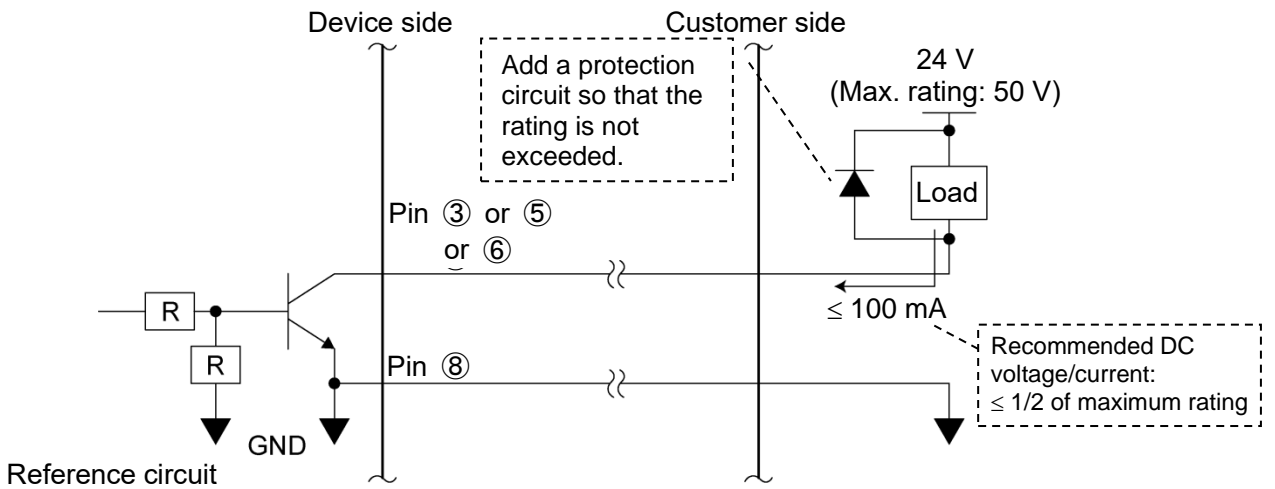 Device side
Customer side
Add a protection
circuit so that the
rating is not
exceeded.
24 V
(Max. rating: 50 V)
Load
Pin ③ or ⑤
or ⑥
≤ 100 mA
R
R
Pin ⑧
Recommended DC
voltage/current:
≤ 1/2 of maximum rating
GND
Reference circuit